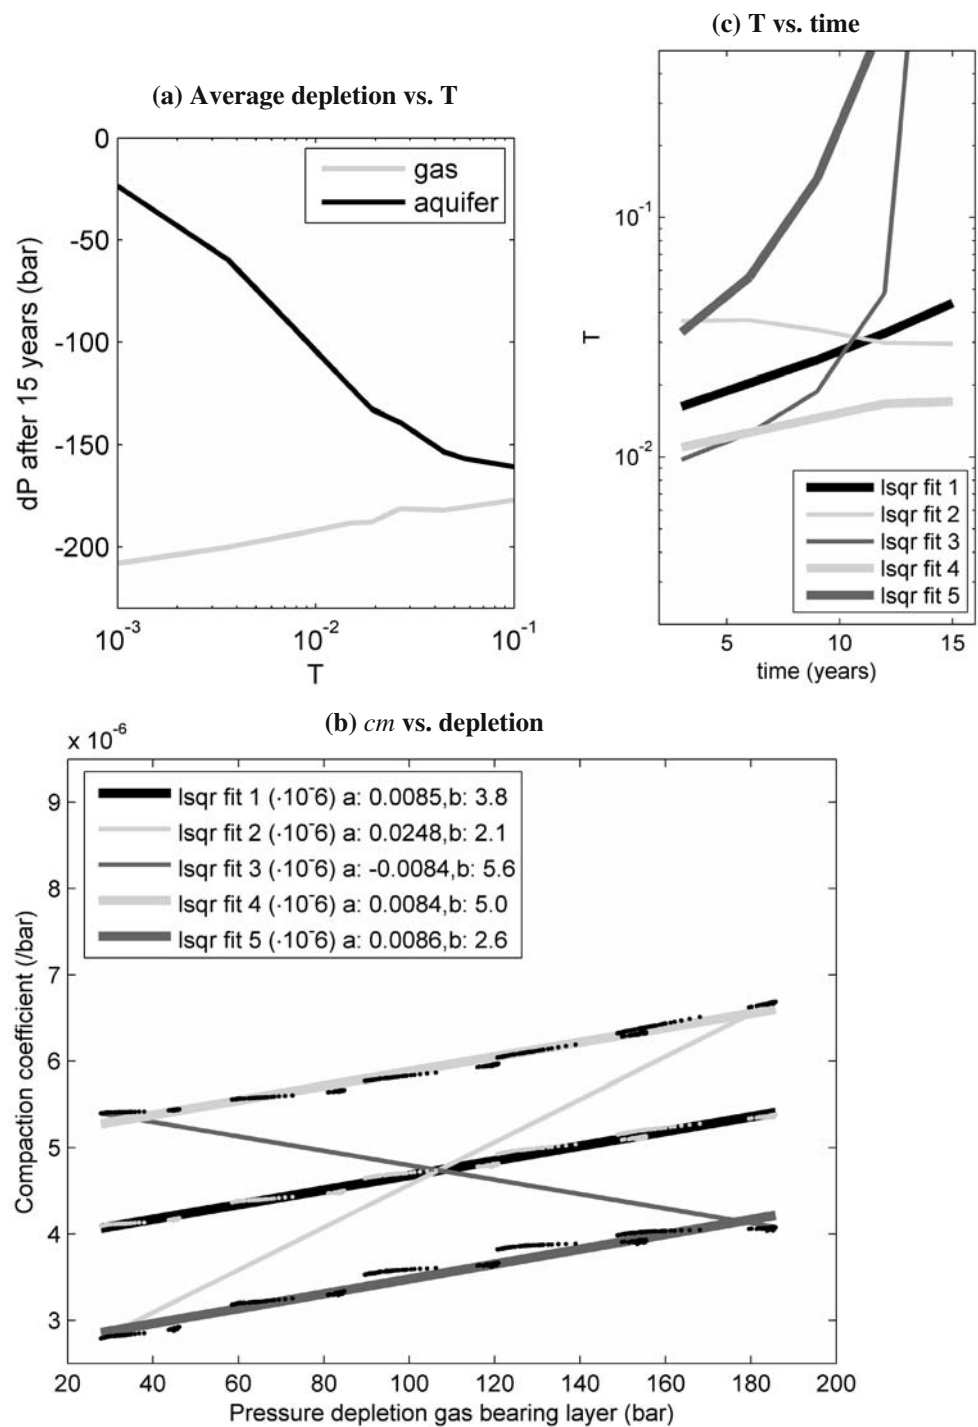 (c) T vs. time
(a) Average depletion vs. T
0
-50
-100
-150
-200
dP after 15 years (bar)
gas
aquifer
10^-3
10^-2
10^-1
T
10^-1
10^-2
T
lsqr fit 1
lsqr fit 2
lsqr fit 3
lsqr fit 4
lsqr fit 5
5
10
15
time (years)
(b) cm vs. depletion
x 10^-6
9
8
7
6
5
4
3
Compaction coefficient (/bar)
lsqr fit 1 (·10^-6) a: 0.0085,b: 3.8
lsqr fit 2 (·10^-6) a: 0.0248,b: 2.1
lsqr fit 3 (·10^-6) a: -0.0084,b: 5.6
lsqr fit 4 (·10^-6) a: 0.0084,b: 5.0
lsqr fit 5 (·10^-6) a: 0.0086,b: 2.6
20 40 60 80 100 120 140 160 180 200
Pressure depletion gas bearing layer (bar)